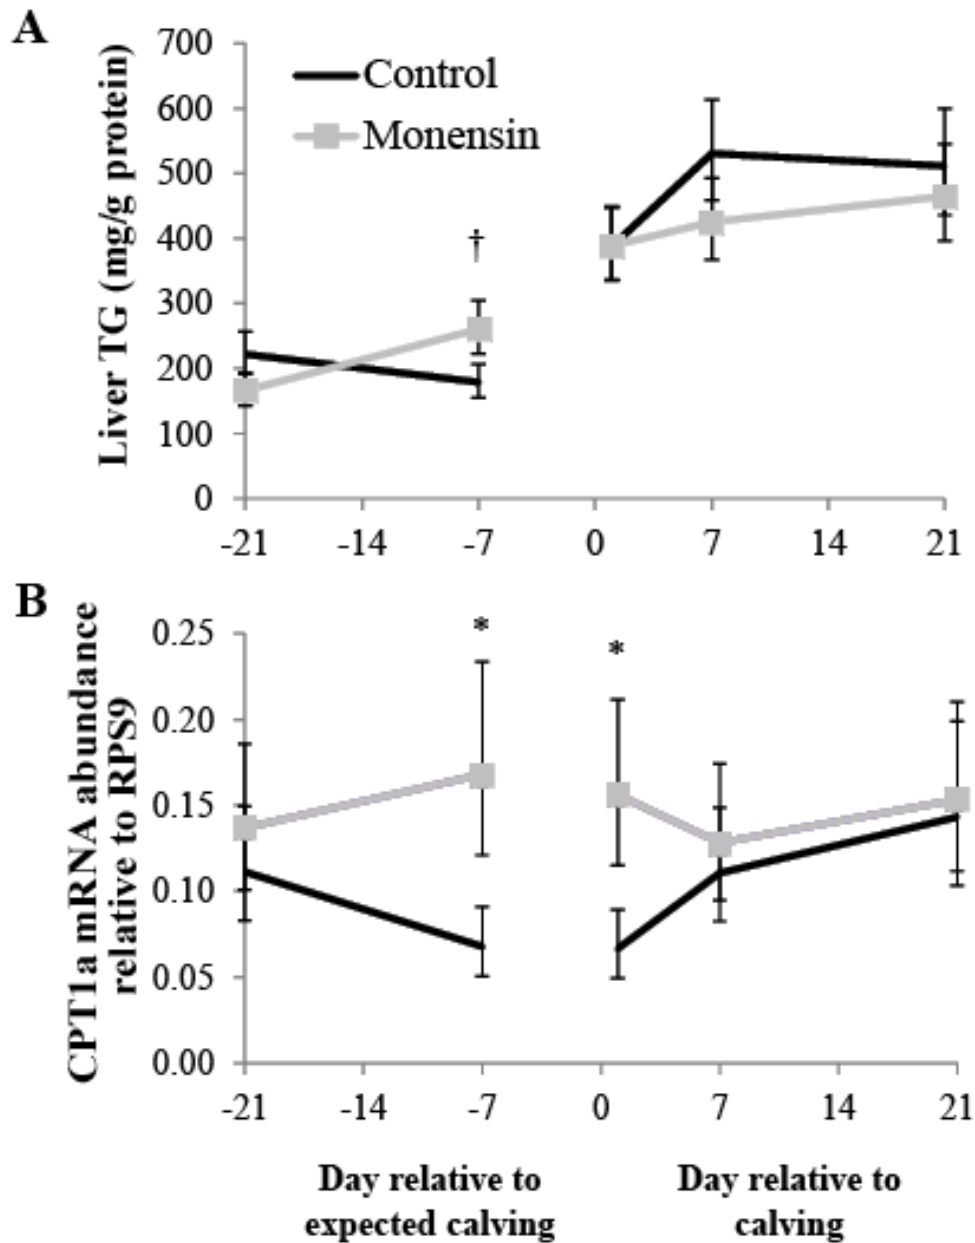 A
700
600
500
400
300
200
100
0
Liver TG (mg/g protein)
Control
Monensin
†
-21 -14 -7 0 7 14 21
B
0.25
0.20
0.15
0.10
0.05
0.00
CPT1a mRNA abundance
relative to RPS9
* *
-21 -14 -7 0 7 14 21
Day relative to
expected calving
Day relative to
calving